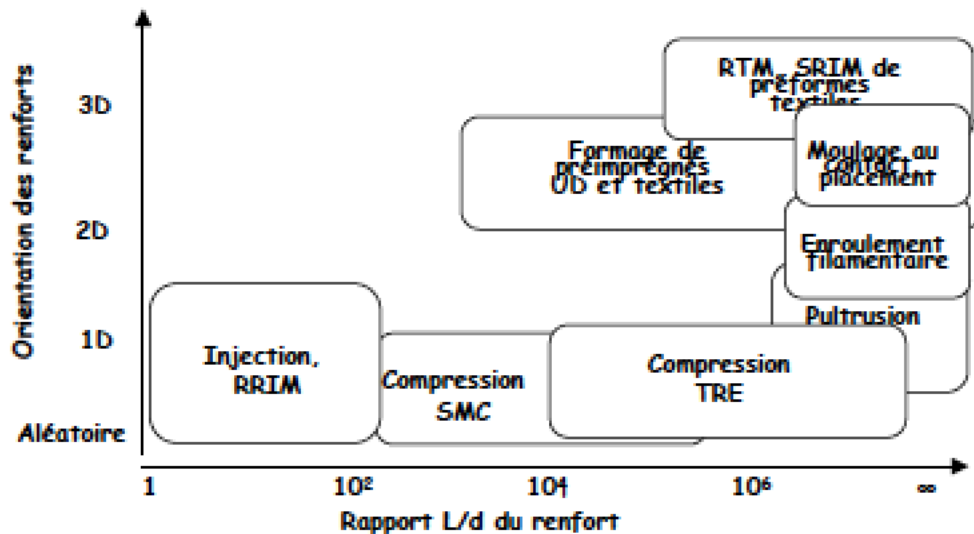 Orientation des renforts
3D
2D
1D
Aléatoire
RTM, SRIM de
préformes
textiles
Formage de
préimprégnés
UD et textiles
Moulage au
contact
placement
Enroulement
filamentaire
Pultrusion
Injection,
RRIM
Compression
SMC
Compression
TRE
1
10²
10⁴
10⁶
∞
Rapport L/d du renfort